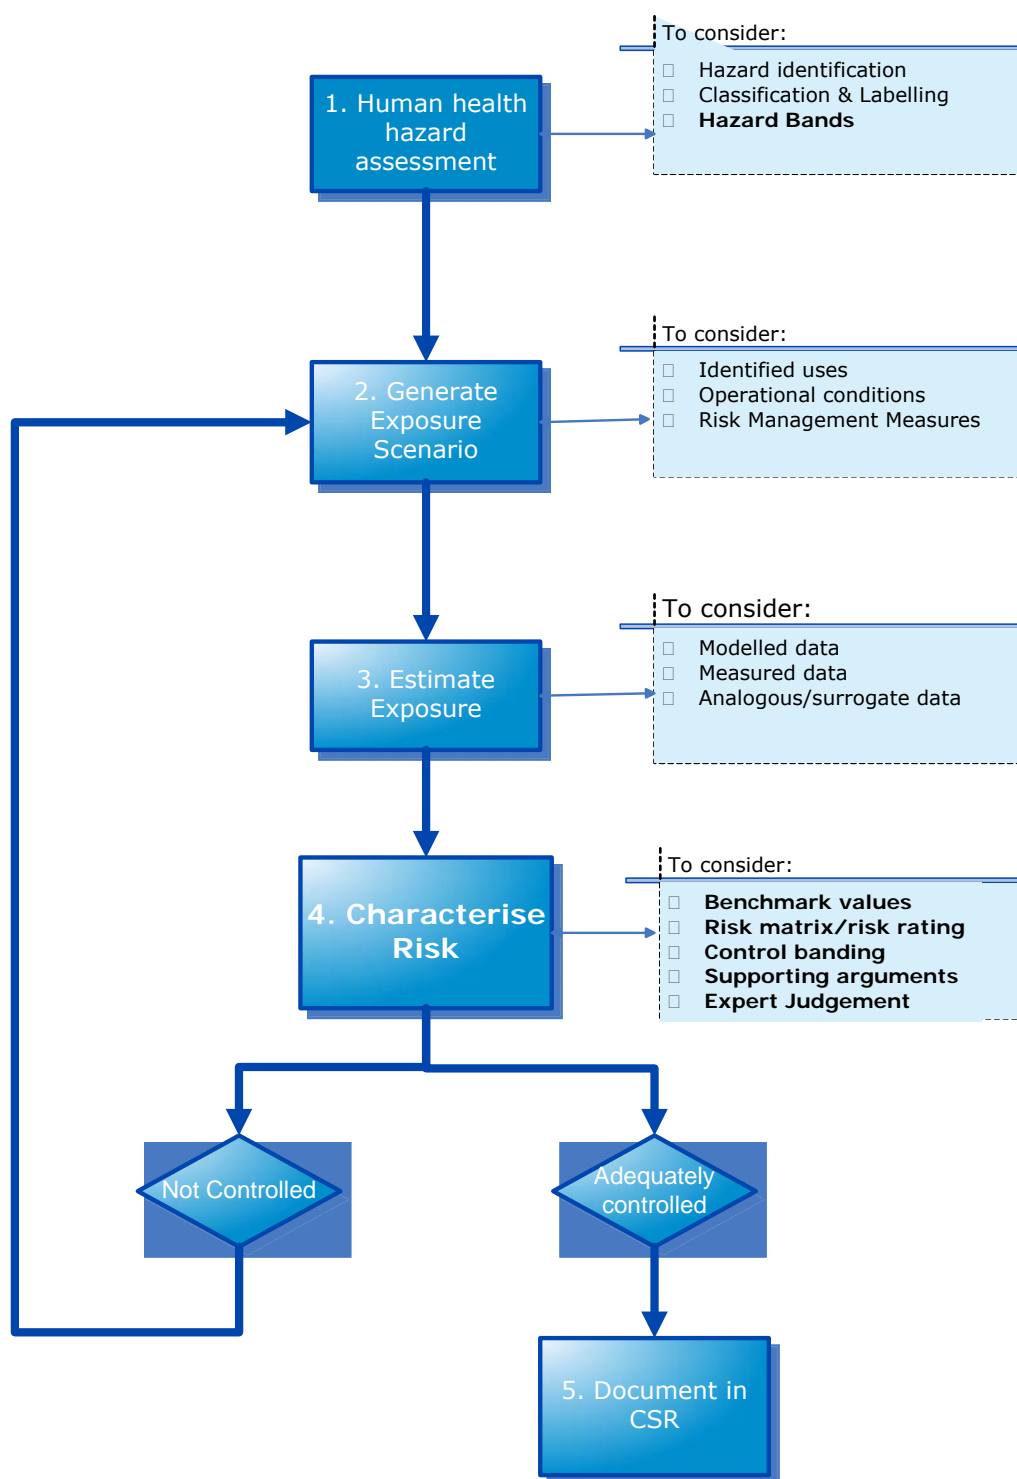 To consider:
Hazard identification
Classification & Labelling
Hazard Bands
1. Human health
hazard
assessment
To consider:
Identified uses
Operational conditions
Risk Management Measures
2. Generate
Exposure
Scenario
To consider:
Modelled data
Measured data
Analogous/surrogate data
3. Estimate
Exposure
To consider:
Benchmark values
Risk matrix/risk rating
Control banding
Supporting arguments
Expert Judgement
4. Characterise
Risk
Not Controlled
Adequately
controlled
5. Document in
CSR